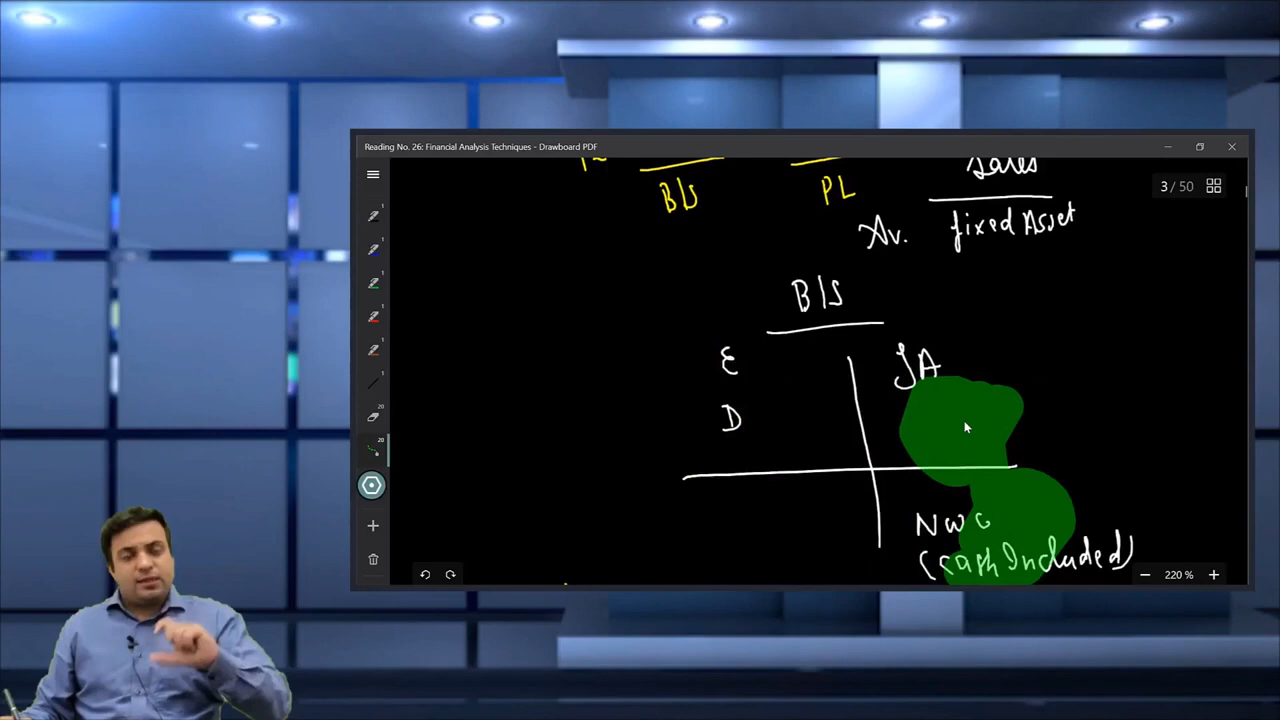 Reading No. 26: Financial Analysis Techniques - Drawboard PDF
3 / 50
Sales
B/S
PL
Av. fixed Asset
B/S
E
D
NWC
(cash Included)
220 %